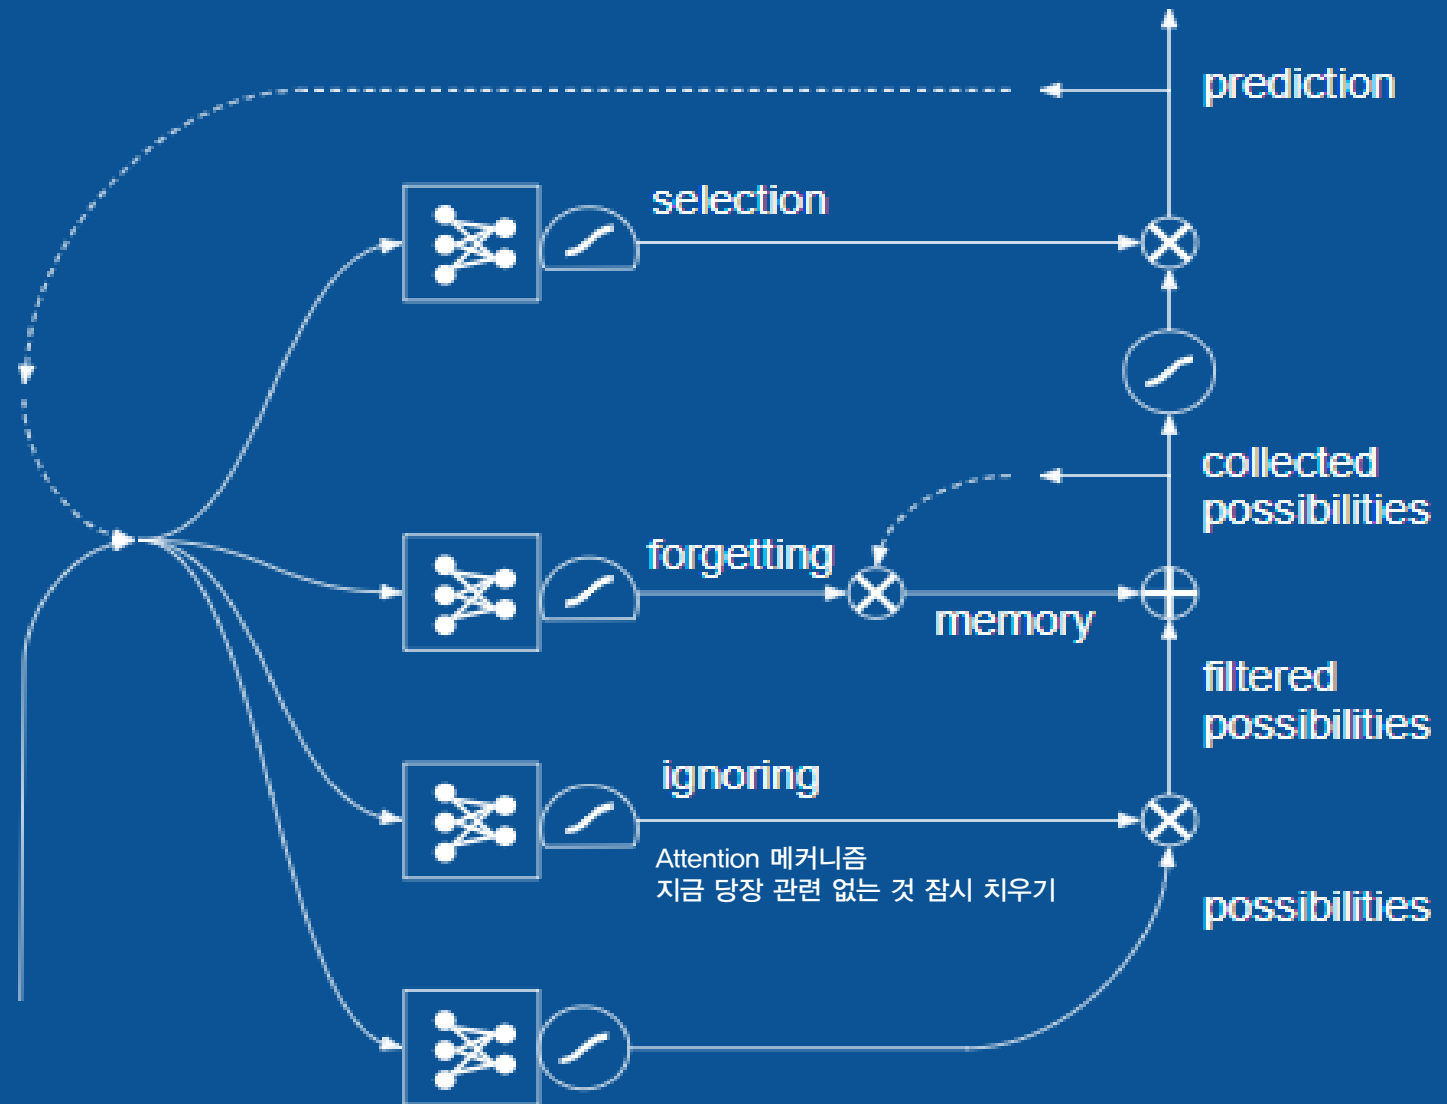 prediction
selection
collected
possibilities
forgetting
memory
filtered
possibilities
ignoring
Attention 메커니즘
지금 당장 관련 없는 것 잠시 치우기
possibilities